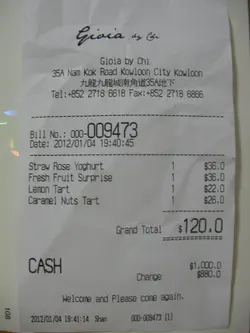 Gioia by Chi
Gioia by Chi
35A Nam Kok Road Kowloon City Kowloon
九龍九龍城南角道35A地下
Tel:+852 2718 6618 Fax:+852 2718 6866
Bill No.: 000-009473
Date: 2012/01/04 19:40:45
Straw Rose Yoghurt 1 $36.0
Fresh Fruit Surprise 1 $36.0
Lemon Tart 1 $22.0
Caramel Nuts Tart 1 $26.0
Grand Total $120.0
CASH $1,000.0
Change $880.0
Welcome and Please come again.
2012/01/04 19:41:14 Shan 000-009473 (1)